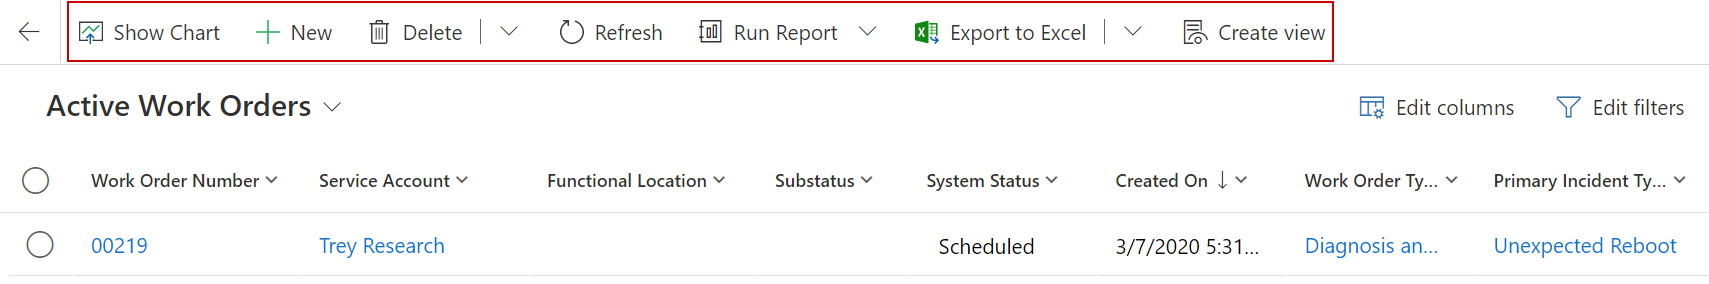 Show Chart New Delete Refresh Run Report Export to Excel Create view
Active Work Orders Edit columns Edit filters
Work Order Number Service Account Functional Location Substatus System Status Created On Work Order Ty... Primary Incident Ty...
00219 Trey Research Scheduled 3/7/2020 5:31... Diagnosis an... Unexpected Reboot